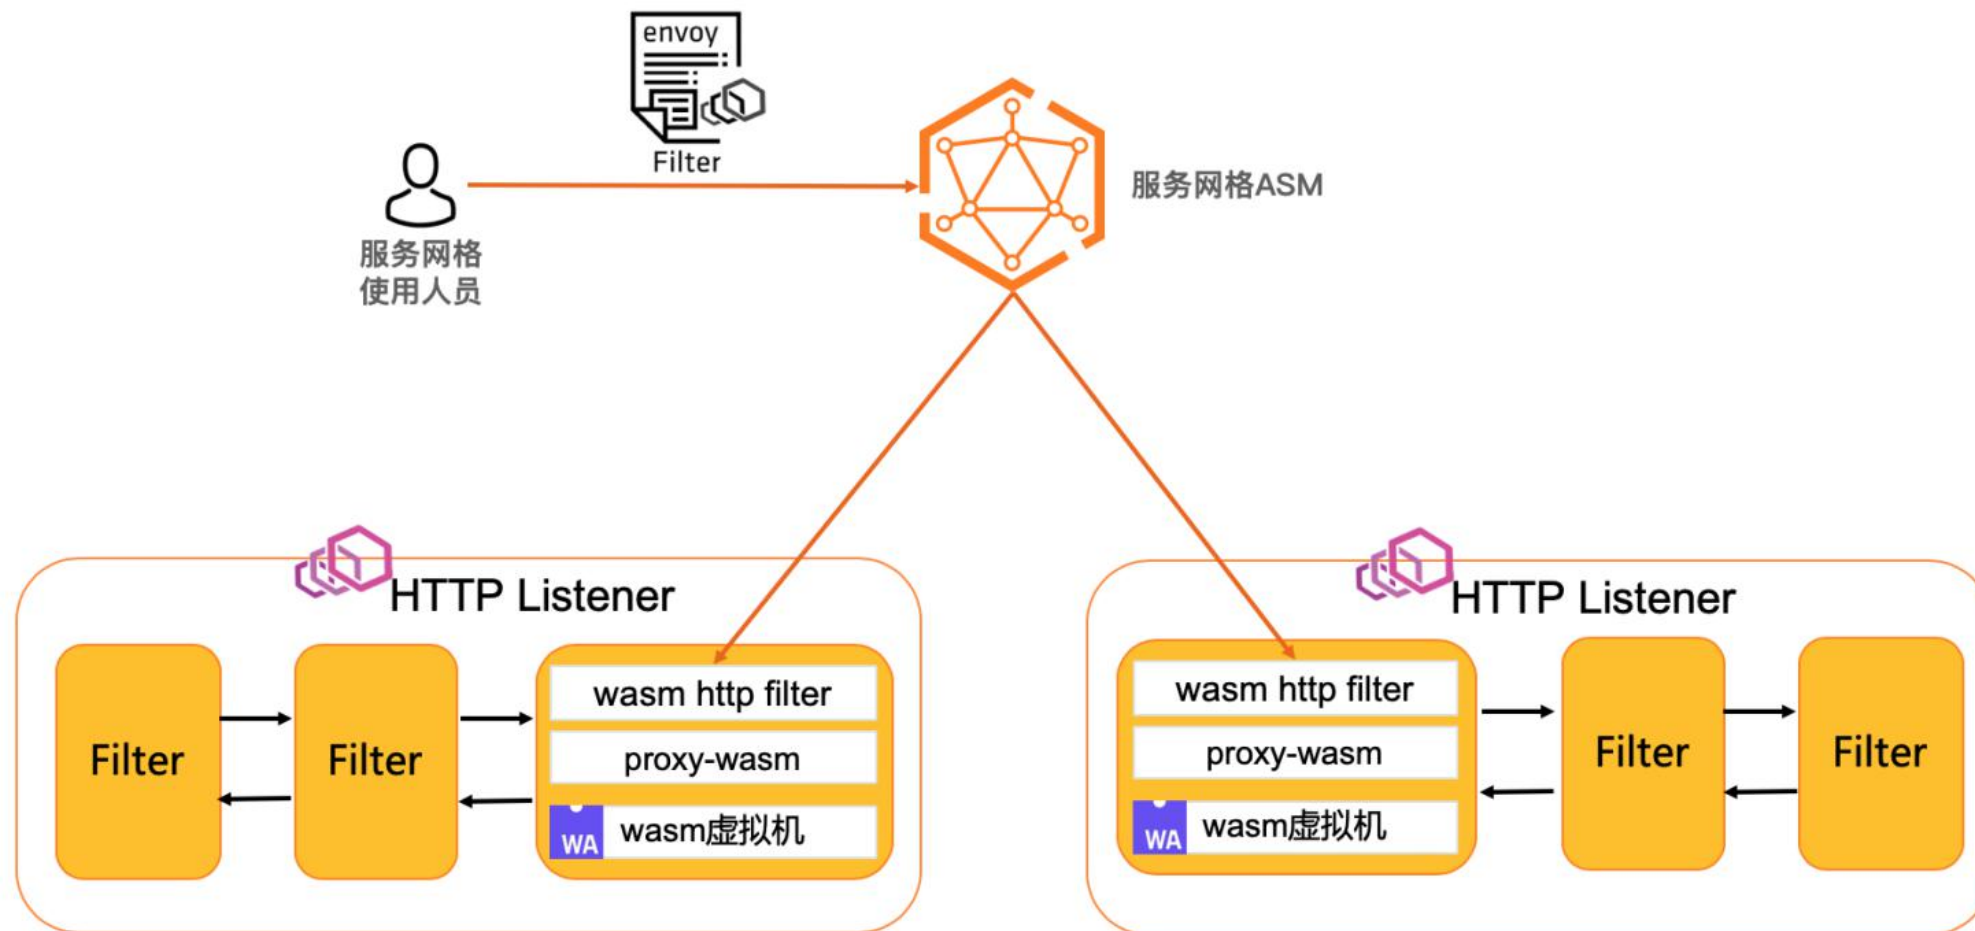 envoy
Filter
服务网格ASM
服务网格
使用人员
HTTP Listener
Filter
Filter
wasm http filter
proxy-wasm
WA
wasm虚拟机
HTTP Listener
wasm http filter
proxy-wasm
WA
wasm虚拟机
Filter
Filter